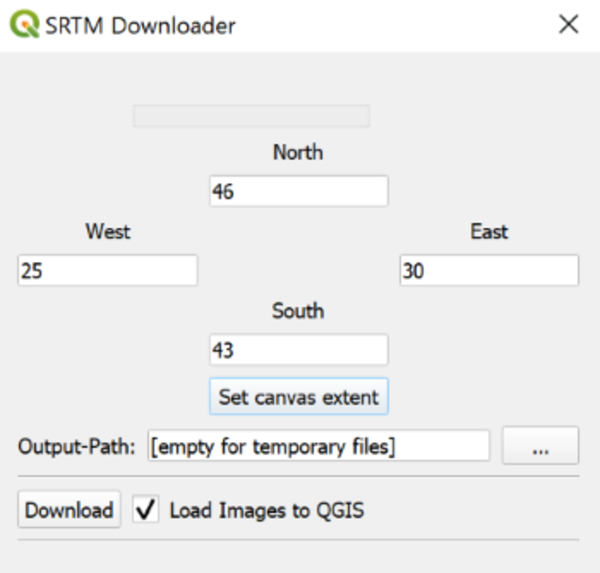 SRTM Downloader
North
46
West East
25 30
South
43
Set canvas extent
Output-Path: [empty for temporary files] ...
Download Load Images to QGIS